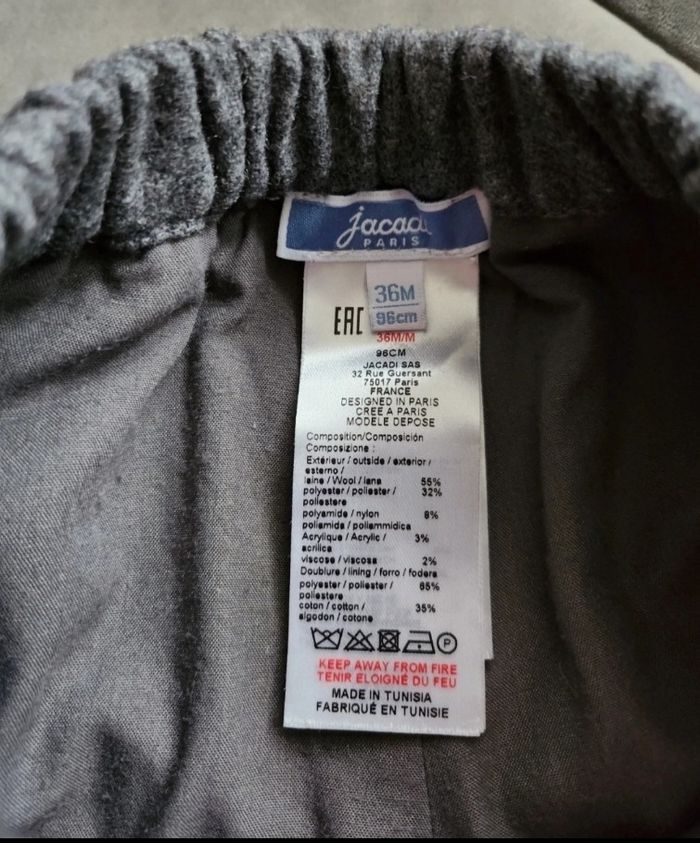 jacadi
PARIS
36M
96cm
EAC
36M/M
96CM
JACADI SAS
32 Rue Guersant
75017 Paris
FRANCE
DESIGNED IN PARIS
CREE A PARIS
MODELE DEPOSE
Composition/Composición
Composizione :
Extérieur / outside / exterior /
esterno /
laine / Wool / lana 55%
polyester / poliester / 32%
poliestere
polyamide / nylon 8%
poliamida / poliammidica
Acrylique / Acrylic / 3%
acrilica
viscose / viscosa 2%
Doublure / lining / forro / fodera
polyester / poliester / 65%
poliestere
coton / cotton / 35%
algodon / cotone
P
KEEP AWAY FROM FIRE
TENIR ELOIGNÉ DU FEU
MADE IN TUNISIA
FABRIQUÉ EN TUNISIE